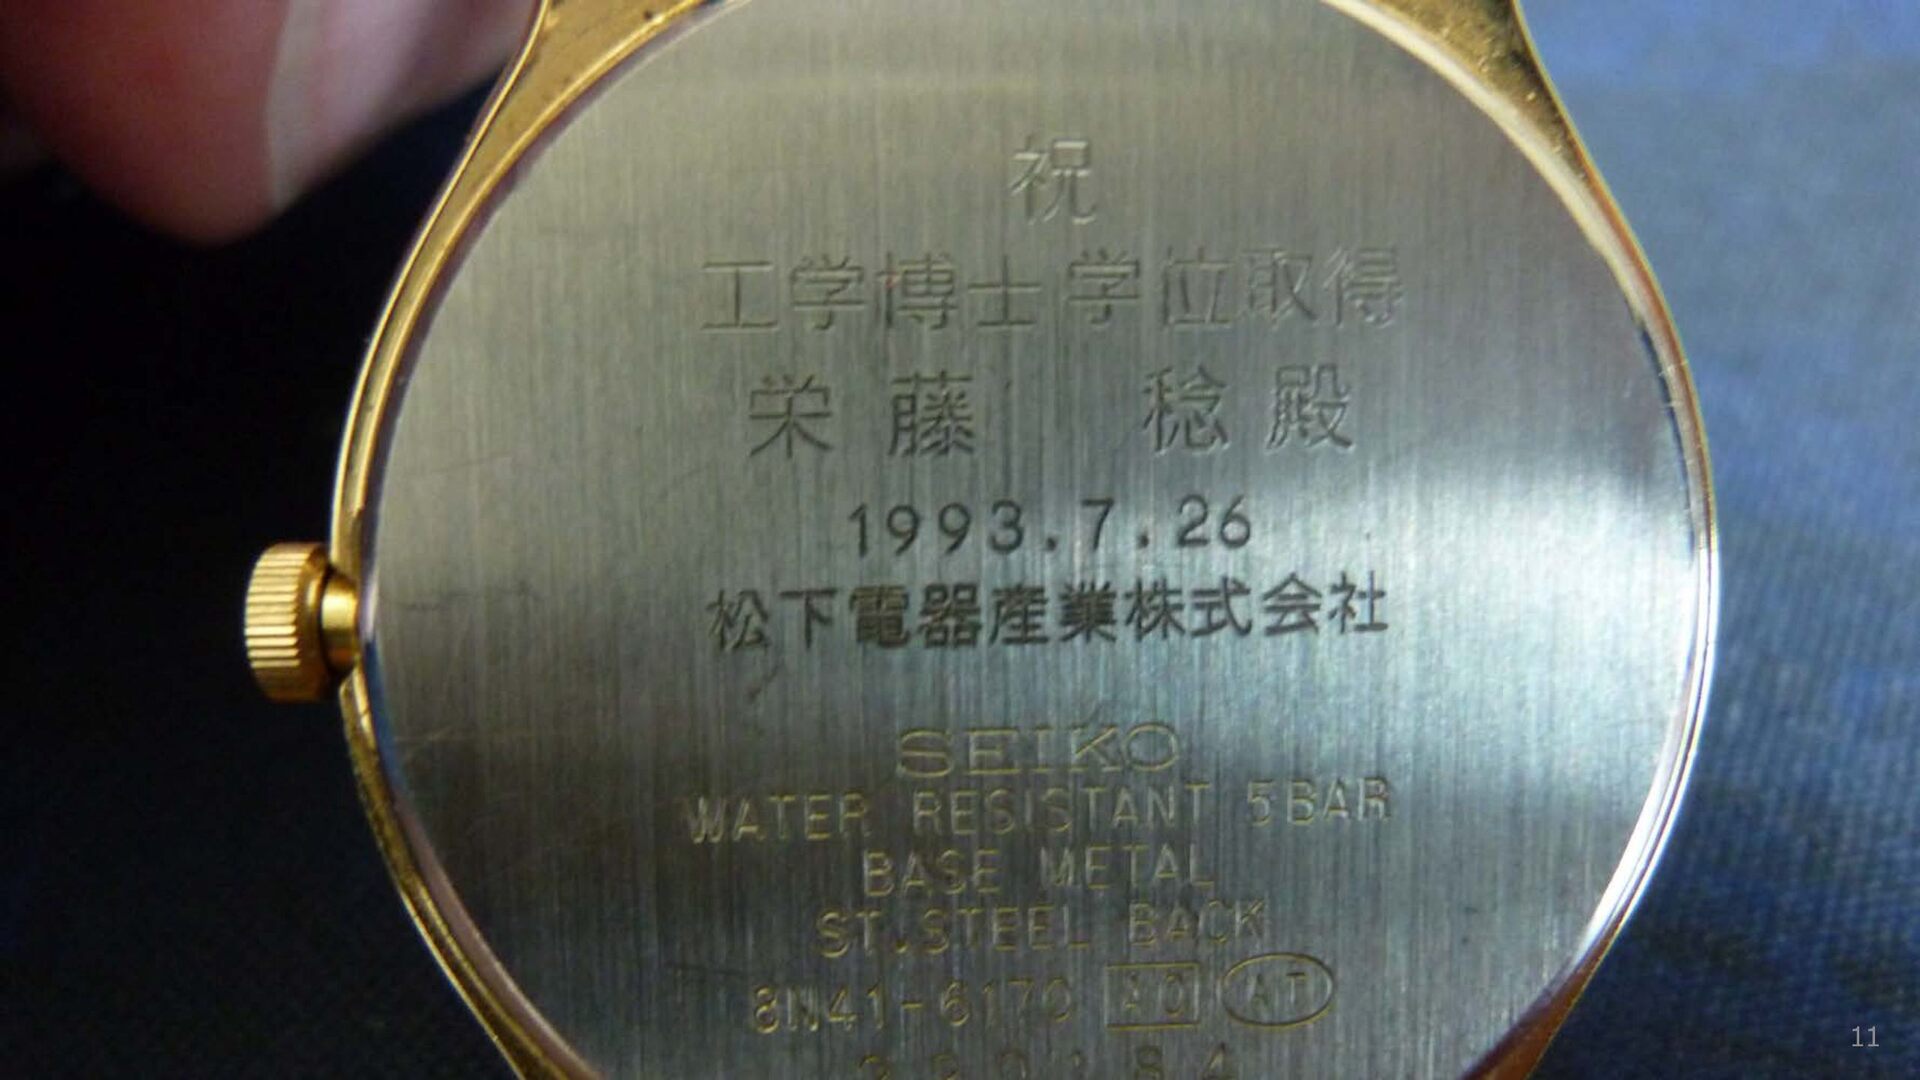 祝
工学博士学位取得
栄藤 稔殿
1993.7.26
松下電器産業株式会社
SEIKO
WATER RESISTANT 5BAR
BASE METAL
ST.STEEL BACK
8N41-6170 AO AT
11